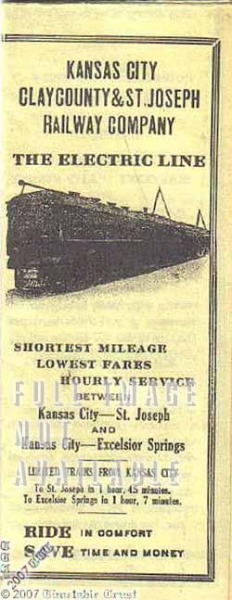 KANSAS CITY
CLAY COUNTY & ST. JOSEPH
RAILWAY COMPANY
THE ELECTRIC LINE
SHORTEST MILEAGE
LOWEST FARES
HOURLY SERVICE
BETWEEN
Kansas City—St. Joseph
AND
Kansas City—Excelsior Springs
LIMITED TRAINS FROM KANSAS CITY
To St. Joseph in 1 hour, 45 minutes.
To Excelsior Springs in 1 hour, 7 minutes.
RIDE IN COMFORT
SAVE TIME AND MONEY
FULL IMAGE
NOT
AVAILABLE
© 2007 Timetable Trust